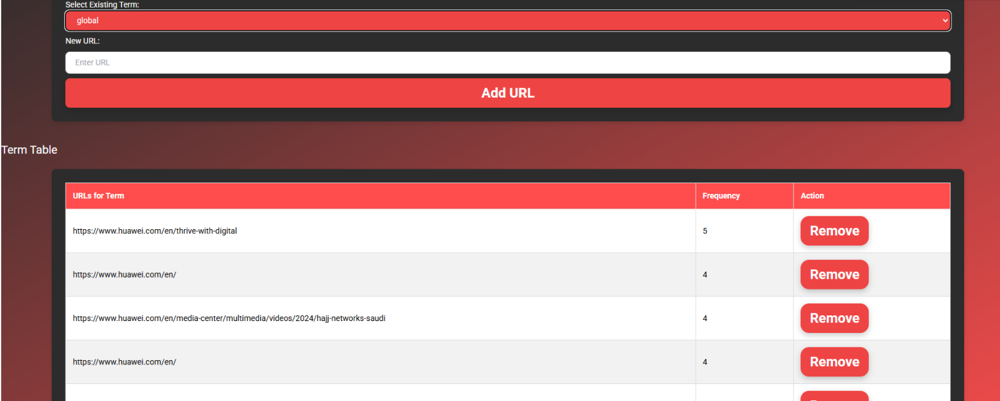 Select Existing Term:
global
New URL:
Enter URL
Add URL
Term Table
URLs for Term Frequency Action
https://www.huawei.com/en/thrive-with-digital 5 Remove
https://www.huawei.com/en/ 4 Remove
https://www.huawei.com/en/media-center/multimedia/videos/2024/hajj-networks-saudi 4 Remove
https://www.huawei.com/en/ 4 Remove